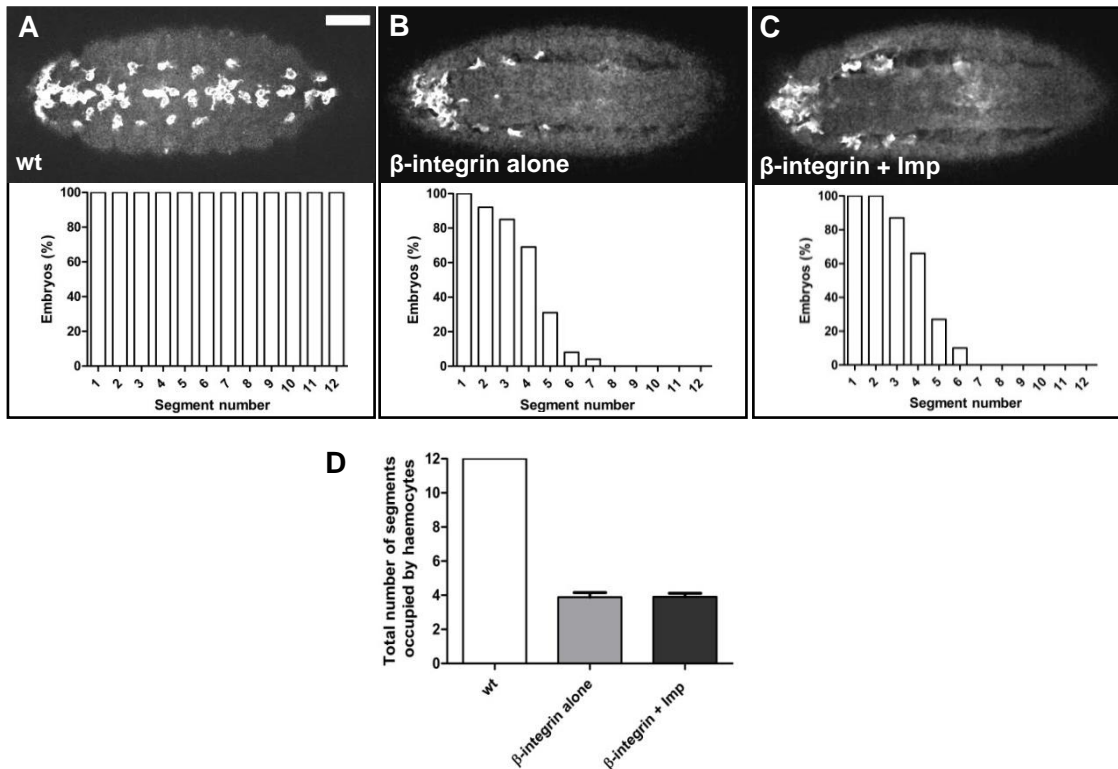 A
wt
B
β-integrin alone
C
β-integrin + Imp
Embryos (%)
100
80
60
40
20
0
1 2 3 4 5 6 7 8 9 10 11 12
Segment number
Embryos (%)
100
80
60
40
20
0
1 2 3 4 5 6 7 8 9 10 11 12
Segment number
Embryos (%)
100
80
60
40
20
0
1 2 3 4 5 6 7 8 9 10 11 12
Segment number
D
Total number of segments
occupied by haemocytes
12
12
8
6
4
2
0
wt
β-integrin alone
β-integrin + Imp